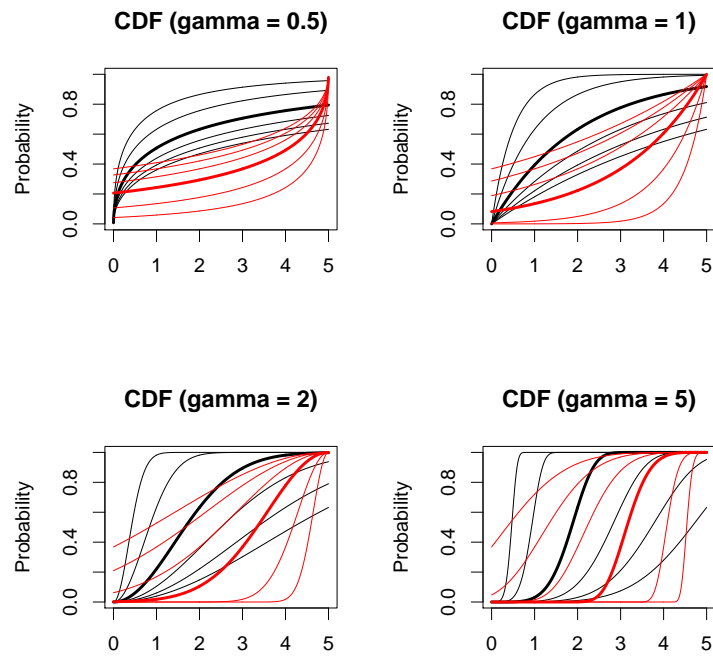 CDF (gamma = 0.5)
Probability
0.0 0.4 0.8
0 1 2 3 4 5
CDF (gamma = 1)
Probability
0.0 0.4 0.8
0 1 2 3 4 5
CDF (gamma = 2)
Probability
0.0 0.4 0.8
0 1 2 3 4 5
CDF (gamma = 5)
Probability
0.0 0.4 0.8
0 1 2 3 4 5